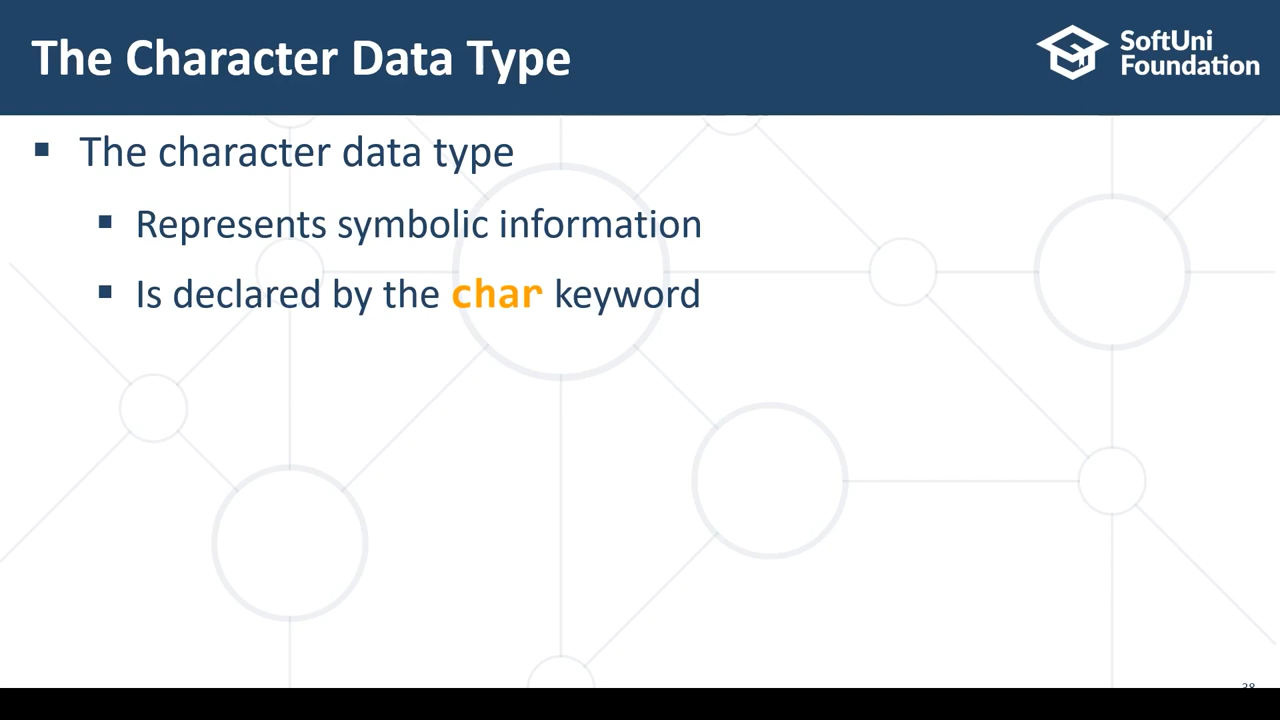 The Character Data Type
SoftUni
Foundation
The character data type
Represents symbolic information
Is declared by the char keyword
38